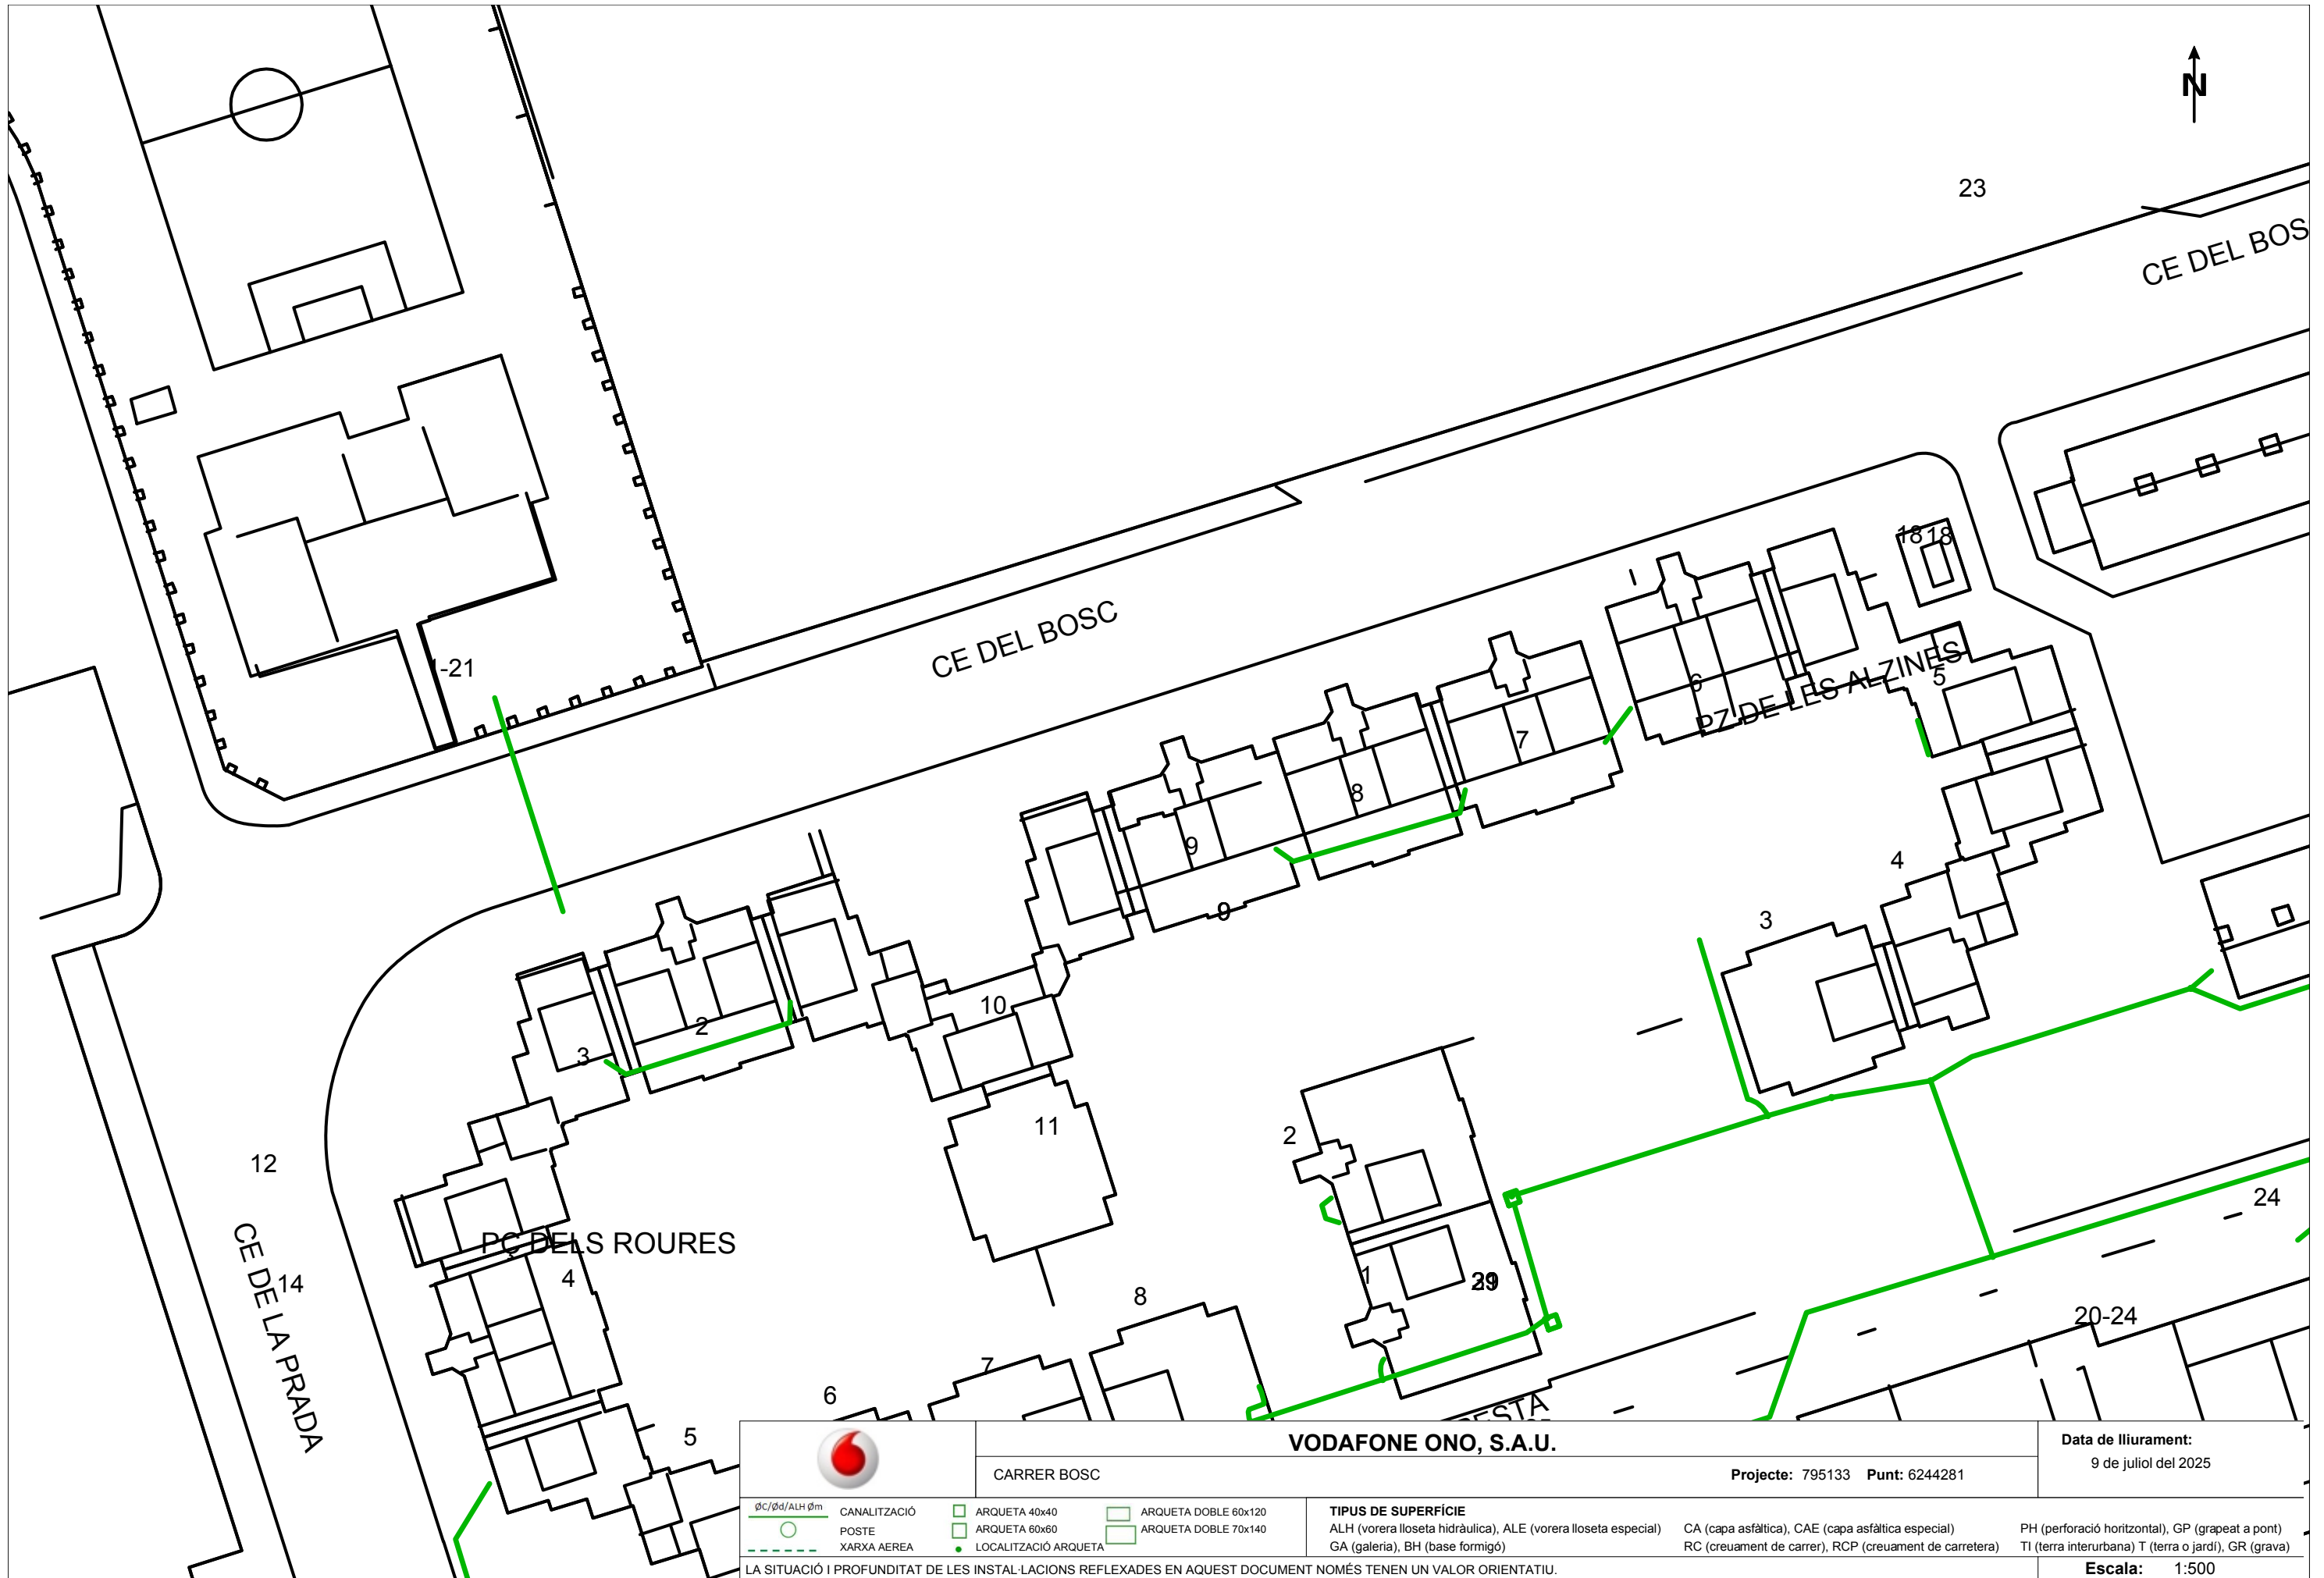 N
23
CE DEL BOS
18 18
CE DEL BOSC
-21
PZ DE LES ALZINES
5
6
7
8
9
9
4
3
10
2
3
11
2
12
PÇ DELS ROURES
CE DE LA PRADA
14
4
1
24
20-24
8
7
6
5
ESTA
VODAFONE ONO, S.A.U.
CARRER BOSC
Projecte: 795133 Punt: 6244281
Data de lliurament:
9 de juliol del 2025
ØC/Ød/ALH Øm
CANALITZACIÓ
POSTE
XARXA AEREA
ARQUETA 40x40
ARQUETA 60x60
LOCALITZACIÓ ARQUETA
ARQUETA DOBLE 60x120
ARQUETA DOBLE 70x140
TIPUS DE SUPERFÍCIE
ALH (vorera lloseta hidràulica), ALE (vorera lloseta especial)
GA (galeria), BH (base formigó)
CA (capa asfàltica), CAE (capa asfàltica especial)
RC (creuament de carrer), RCP (creuament de carretera)
PH (perforació horitzontal), GP (grapeat a pont)
TI (terra interurbana) T (terra o jardí), GR (grava)
LA SITUACIÓ I PROFUNDITAT DE LES INSTAL·LACIONS REFLEXADES EN AQUEST DOCUMENT NOMÉS TENEN UN VALOR ORIENTATIU.
Escala: 1:500